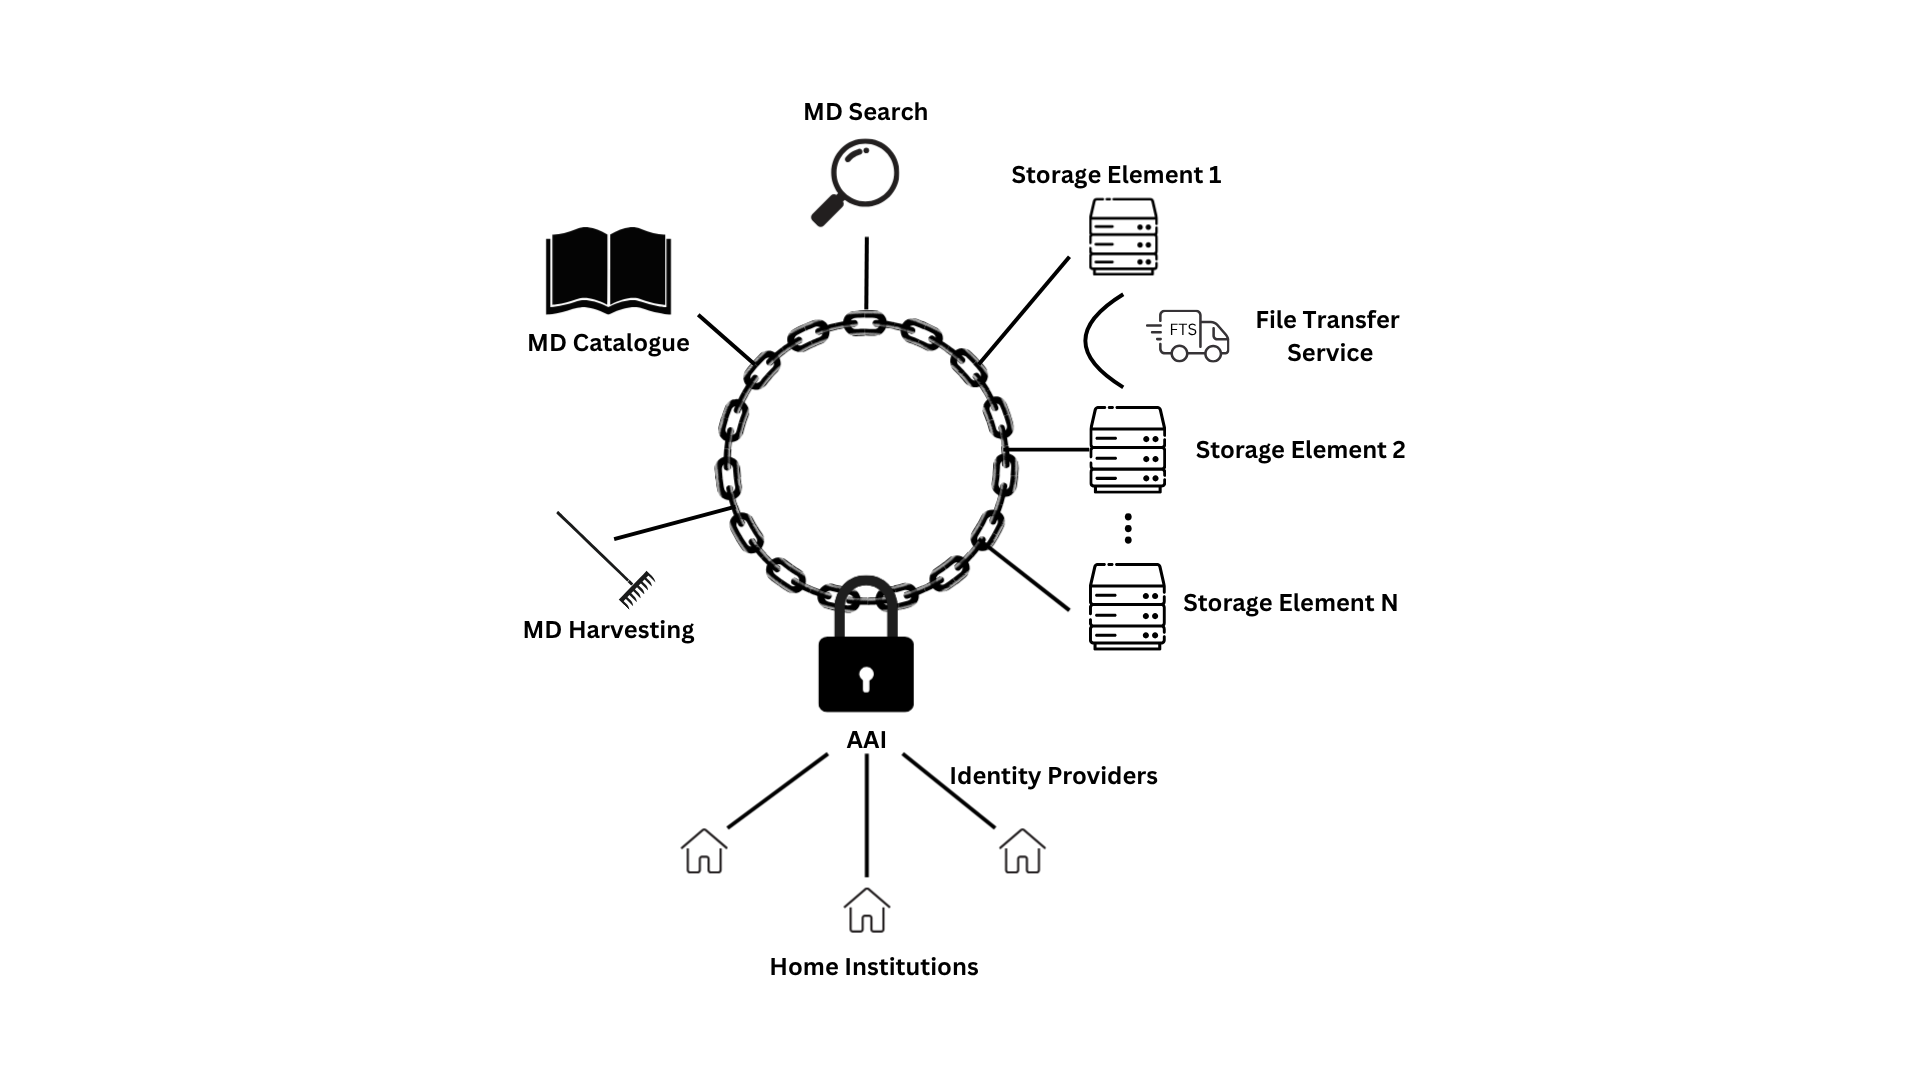 MD Search
Storage Element 1
MD Catalogue
FTS
File Transfer
Service
Storage Element 2
MD Harvesting
Storage Element N
AAI
Identity Providers
Home Institutions